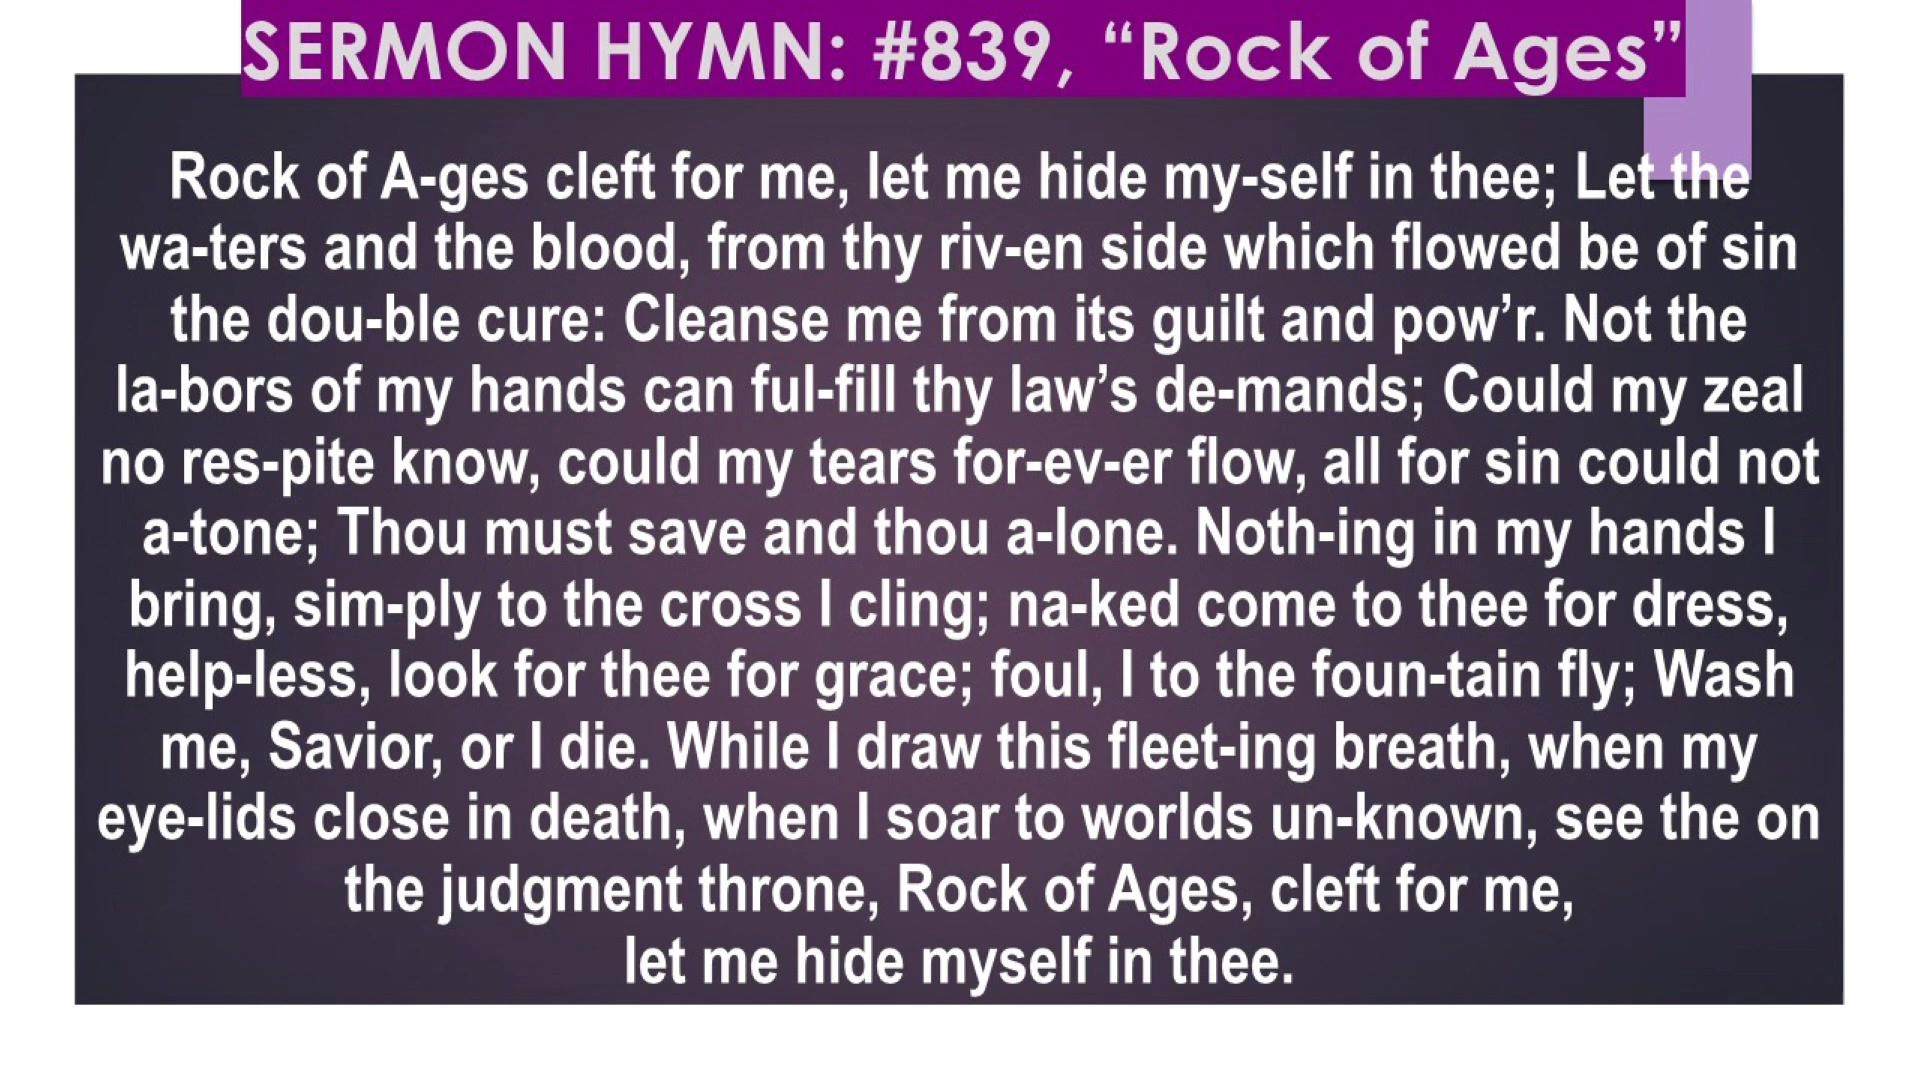 SERMON HYMN: #839, “Rock of Ages”
Rock of A-ges cleft for me, let me hide my-self in thee; Let the
wa-ters and the blood, from thy riv-en side which flowed be of sin
the dou-ble cure: Cleanse me from its guilt and pow’r. Not the
la-bors of my hands can ful-fill thy law’s de-mands; Could my zeal
no res-pite know, could my tears for-ev-er flow, all for sin could not
a-tone; Thou must save and thou a-lone. Noth-ing in my hands I
bring, sim-ply to the cross I cling; na-ked come to thee for dress,
help-less, look for thee for grace; foul, I to the foun-tain fly; Wash
me, Savior, or I die. While I draw this fleet-ing breath, when my
eye-lids close in death, when I soar to worlds un-known, see the on
the judgment throne, Rock of Ages, cleft for me,
let me hide myself in thee.